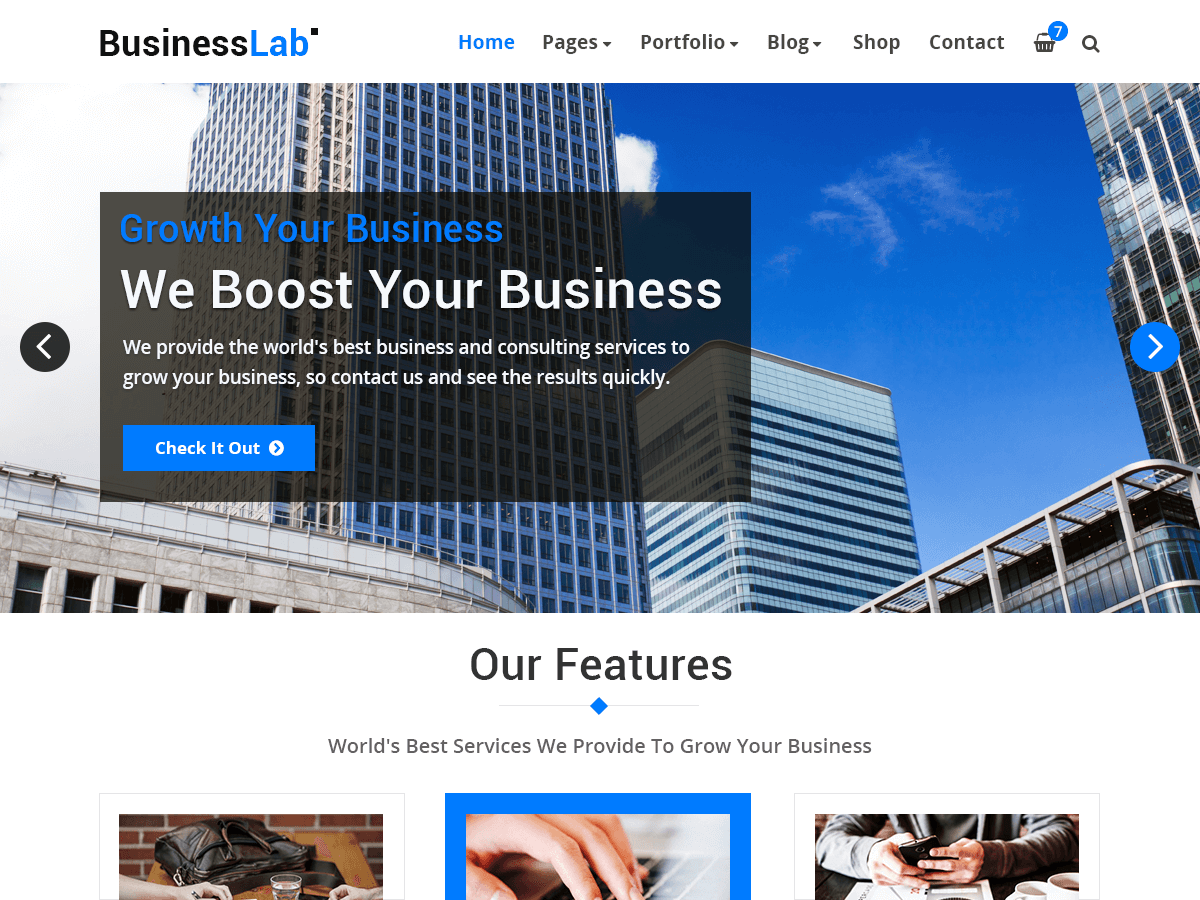 BusinessLab
Home Pages Portfolio Blog Shop Contact 7
Growth Your Business
We Boost Your Business
We provide the world's best business and consulting services to
grow your business, so contact us and see the results quickly.
Check It Out
Our Features
World's Best Services We Provide To Grow Your Business